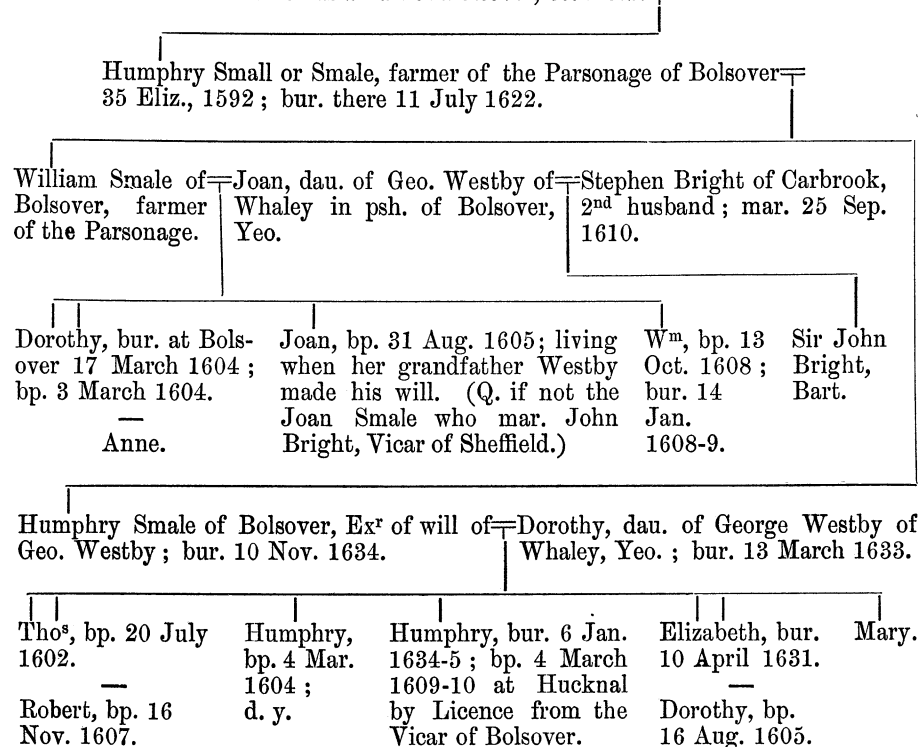 Humphry Small or Smale, farmer of the Parsonage of Bolsover=
35 Eliz., 1592 ; bur. there 11 July 1622.
William Smale of=
Bolsover, farmer
of the Parsonage.
Joan, dau. of Geo. Westby of=
Whaley in psh. of Bolsover,
Yeo.
Stephen Bright of Carbrook,
2nd husband ; mar. 25 Sep.
1610.
Dorothy, bur. at Bols-
over 17 March 1604 ;
bp. 3 March 1604.
—
Anne.
Joan, bp. 31 Aug. 1605; living
when her grandfather Westby
made his will. (Q. if not the
Joan Smale who mar. John
Bright, Vicar of Sheffield.)
Wm, bp. 13
Oct. 1608 ;
bur. 14
Jan.
1608-9.
Sir John
Bright,
Bart.
Humphry Smale of Bolsover, Exr of will of=
Geo. Westby ; bur. 10 Nov. 1634.
Dorothy, dau. of George Westby of
Whaley, Yeo. ; bur. 13 March 1633.
Thos, bp. 20 July
1602.
—
Robert, bp. 16
Nov. 1607.
Humphry,
bp. 4 Mar.
1604 ;
d. y.
Humphry, bur. 6 Jan.
1634-5 ; bp. 4 March
1609-10 at Hucknal
by Licence from the
Vicar of Bolsover.
Elizabeth, bur.
10 April 1631.
—
Dorothy, bp.
16 Aug. 1605.
Mary.